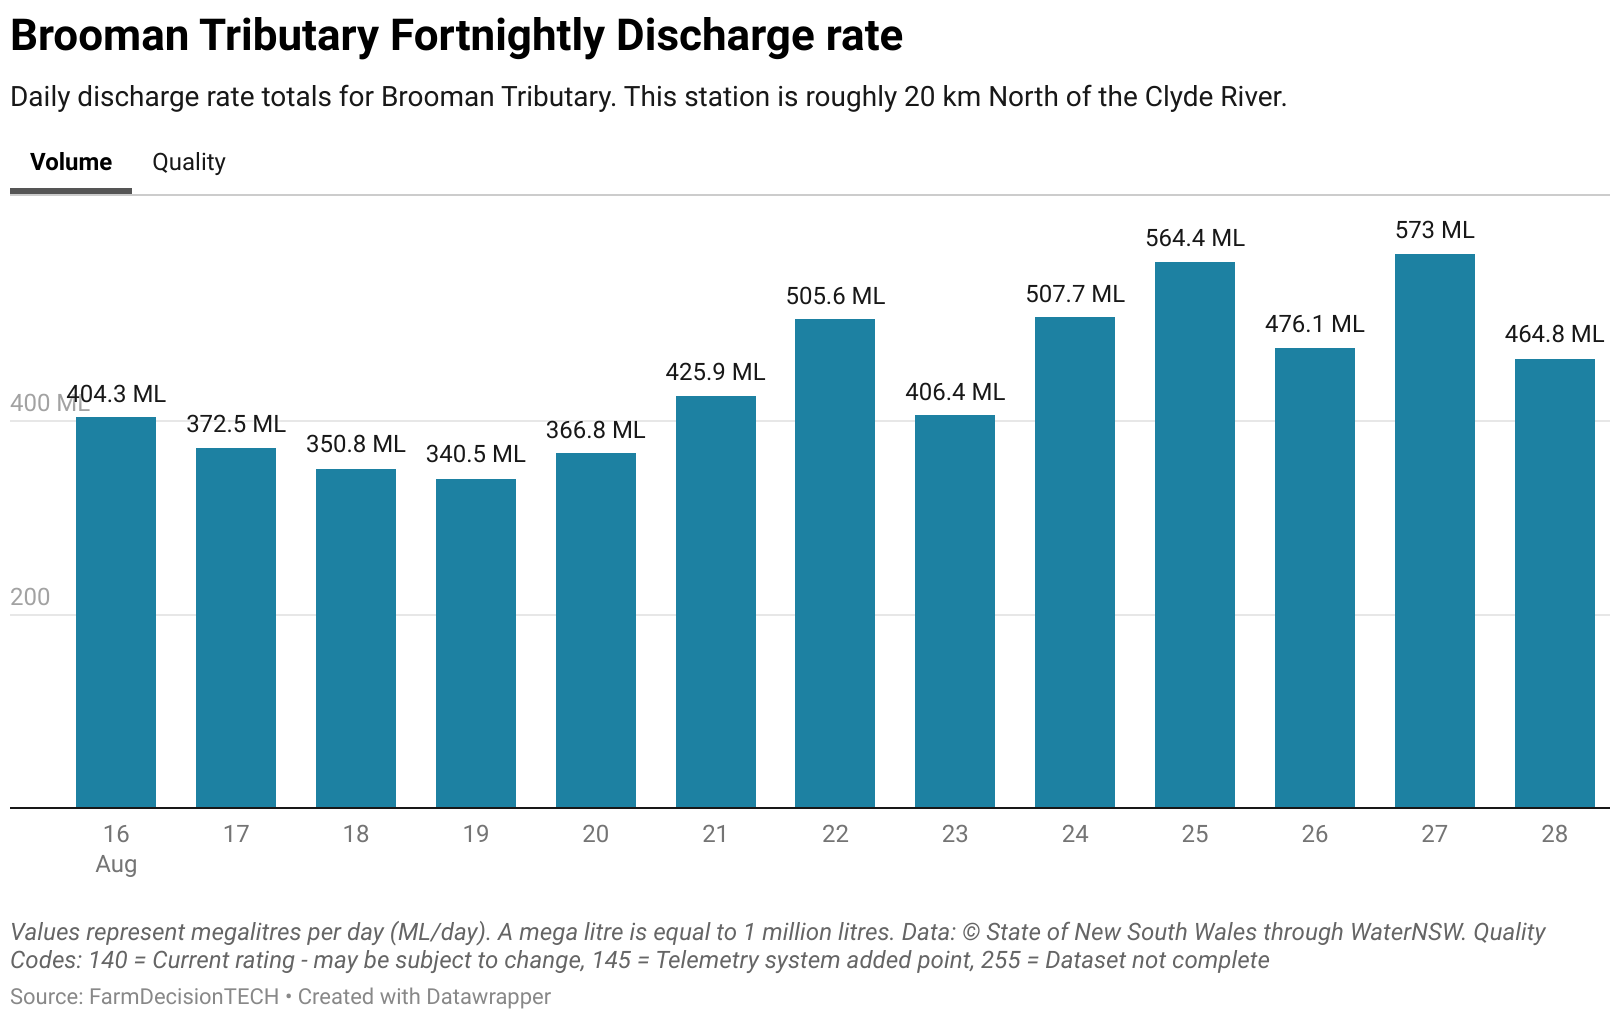 Brooman Tributary Fortnightly Discharge rate
Daily discharge rate totals for Brooman Tributary. This station is roughly 20 km North of the Clyde River.
Volume Quality
573 ML
564.4 ML
505.6 ML
507.7 ML
476.1 ML
464.8 ML
425.9 ML
404.3 ML
406.4 ML
400 ML
372.5 ML
366.8 ML
350.8 ML
340.5 ML
200
16 17 18 19 20 21 22 23 24 25 26 27 28
Aug
Values represent megalitres per day (ML/day). A mega litre is equal to 1 million litres. Data: © State of New South Wales through WaterNSW. Quality
Codes: 140 = Current rating - may be subject to change, 145 = Telemetry system added point, 255 = Dataset not complete
Source: FarmDecisionTECH • Created with Datawrapper